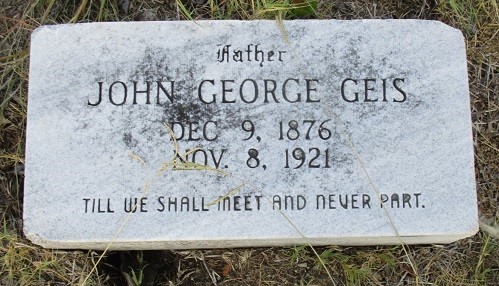 Father
JOHN GEORGE GEIS
DEC 9, 1876
NOV. 8, 1921
TILL WE SHALL MEET AND NEVER PART.